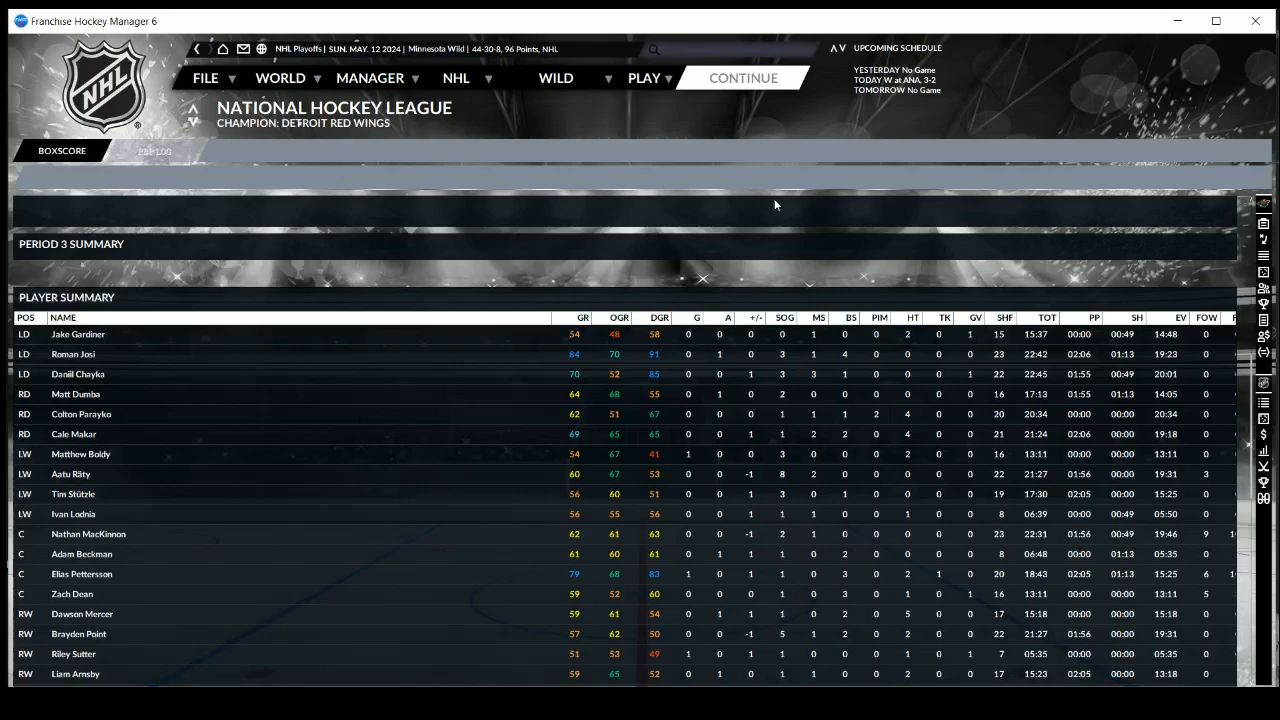 Franchise Hockey Manager 6
NHL Playoffs | SUN. MAY. 12 2024 | Minnesota Wild | 44-30-8, 96 Points, NHL
UPCOMING SCHEDULE
YESTERDAY No Game
TODAY W at ANA, 3-2
TOMORROW No Game
FILE WORLD MANAGER NHL WILD PLAY CONTINUE
NHL
NATIONAL HOCKEY LEAGUE
CHAMPION: DETROIT RED WINGS
BOXSCORE PBP LOG
PERIOD 3 SUMMARY
PLAYER SUMMARY
POS NAME GR OGR DGR G A +/- SOG MS BS PIM HT TK GV SHF TOT PP SH EV FOW
LD Jake Gardiner 54 48 58 0 0 0 0 1 0 0 2 0 1 15 15:37 00:00 00:49 14:48 0
LD Roman Josi 84 70 91 0 1 0 3 1 4 0 0 0 0 23 22:42 02:06 01:13 19:23 0
LD Daniil Chayka 70 52 85 0 0 1 3 3 1 0 0 0 1 22 22:45 01:55 00:49 20:01 0
RD Matt Dumba 64 68 55 0 1 0 2 0 0 0 0 0 0 16 17:13 01:55 01:13 14:05 0
RD Colton Parayko 62 51 67 0 0 0 1 1 1 2 4 0 0 20 20:34 00:00 00:00 20:34 0
RD Cale Makar 69 65 65 0 0 1 1 2 2 0 4 0 0 21 21:24 02:06 00:00 19:18 0
LW Matthew Boldy 54 67 41 1 0 0 3 0 0 0 2 0 0 16 13:11 00:00 00:00 13:11 0
LW Aatu Räty 60 67 53 0 0 -1 8 2 0 0 0 0 0 22 21:27 01:56 00:00 19:31 3
LW Tim Stützle 56 60 51 0 0 1 3 0 1 0 0 0 0 19 17:30 02:05 00:00 15:25 0
LW Ivan Lodnia 56 55 56 0 0 1 1 1 0 0 1 0 0 8 06:39 00:00 00:49 05:50 0
C Nathan MacKinnon 62 61 63 0 0 -1 2 1 0 0 0 0 0 23 22:31 01:56 00:49 19:46 9
C Adam Beckman 61 60 61 0 1 1 1 0 2 0 0 0 0 8 06:48 00:00 01:13 05:35 0
C Elias Pettersson 79 68 83 1 0 1 1 0 3 0 2 1 0 20 18:43 02:05 01:13 15:25 6
C Zach Dean 59 52 60 0 0 0 1 0 3 0 1 0 1 16 13:11 00:00 00:00 13:11 5
RW Dawson Mercer 59 61 54 0 1 1 1 0 2 0 5 0 0 17 15:18 00:00 00:00 15:18 0
RW Brayden Point 57 62 50 0 0 -1 5 1 2 0 2 0 0 22 21:27 01:56 00:00 19:31 0
RW Riley Sutter 51 53 49 1 0 1 1 0 0 0 1 0 1 7 05:35 00:00 00:00 05:35 0
RW Liam Arnsby 59 65 52 0 1 0 1 1 0 0 2 0 0 17 15:23 02:05 00:00 13:18 0